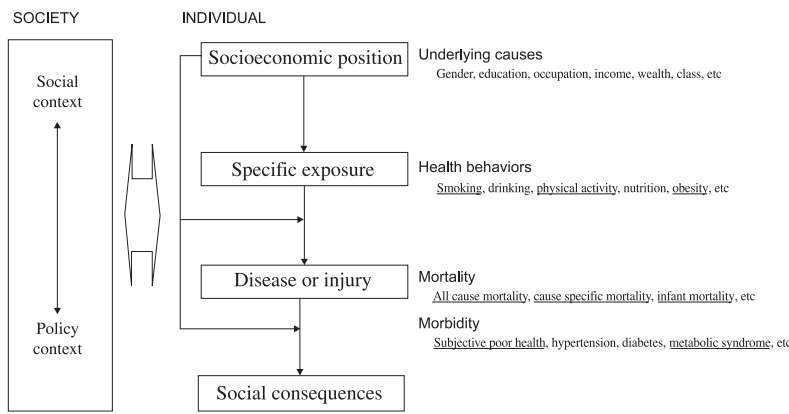 SOCIETY
INDIVIDUAL
Social
context
Policy
context
Socioeconomic position
Underlying causes
Gender, education, occupation, income, wealth, class, etc
Specific exposure
Health behaviors
Smoking, drinking, physical activity, nutrition, obesity, etc
Disease or injury
Mortality
All cause mortality, cause specific mortality, infant mortality, etc
Morbidity
Subjective poor health, hypertension, diabetes, metabolic syndrome, etc
Social consequences